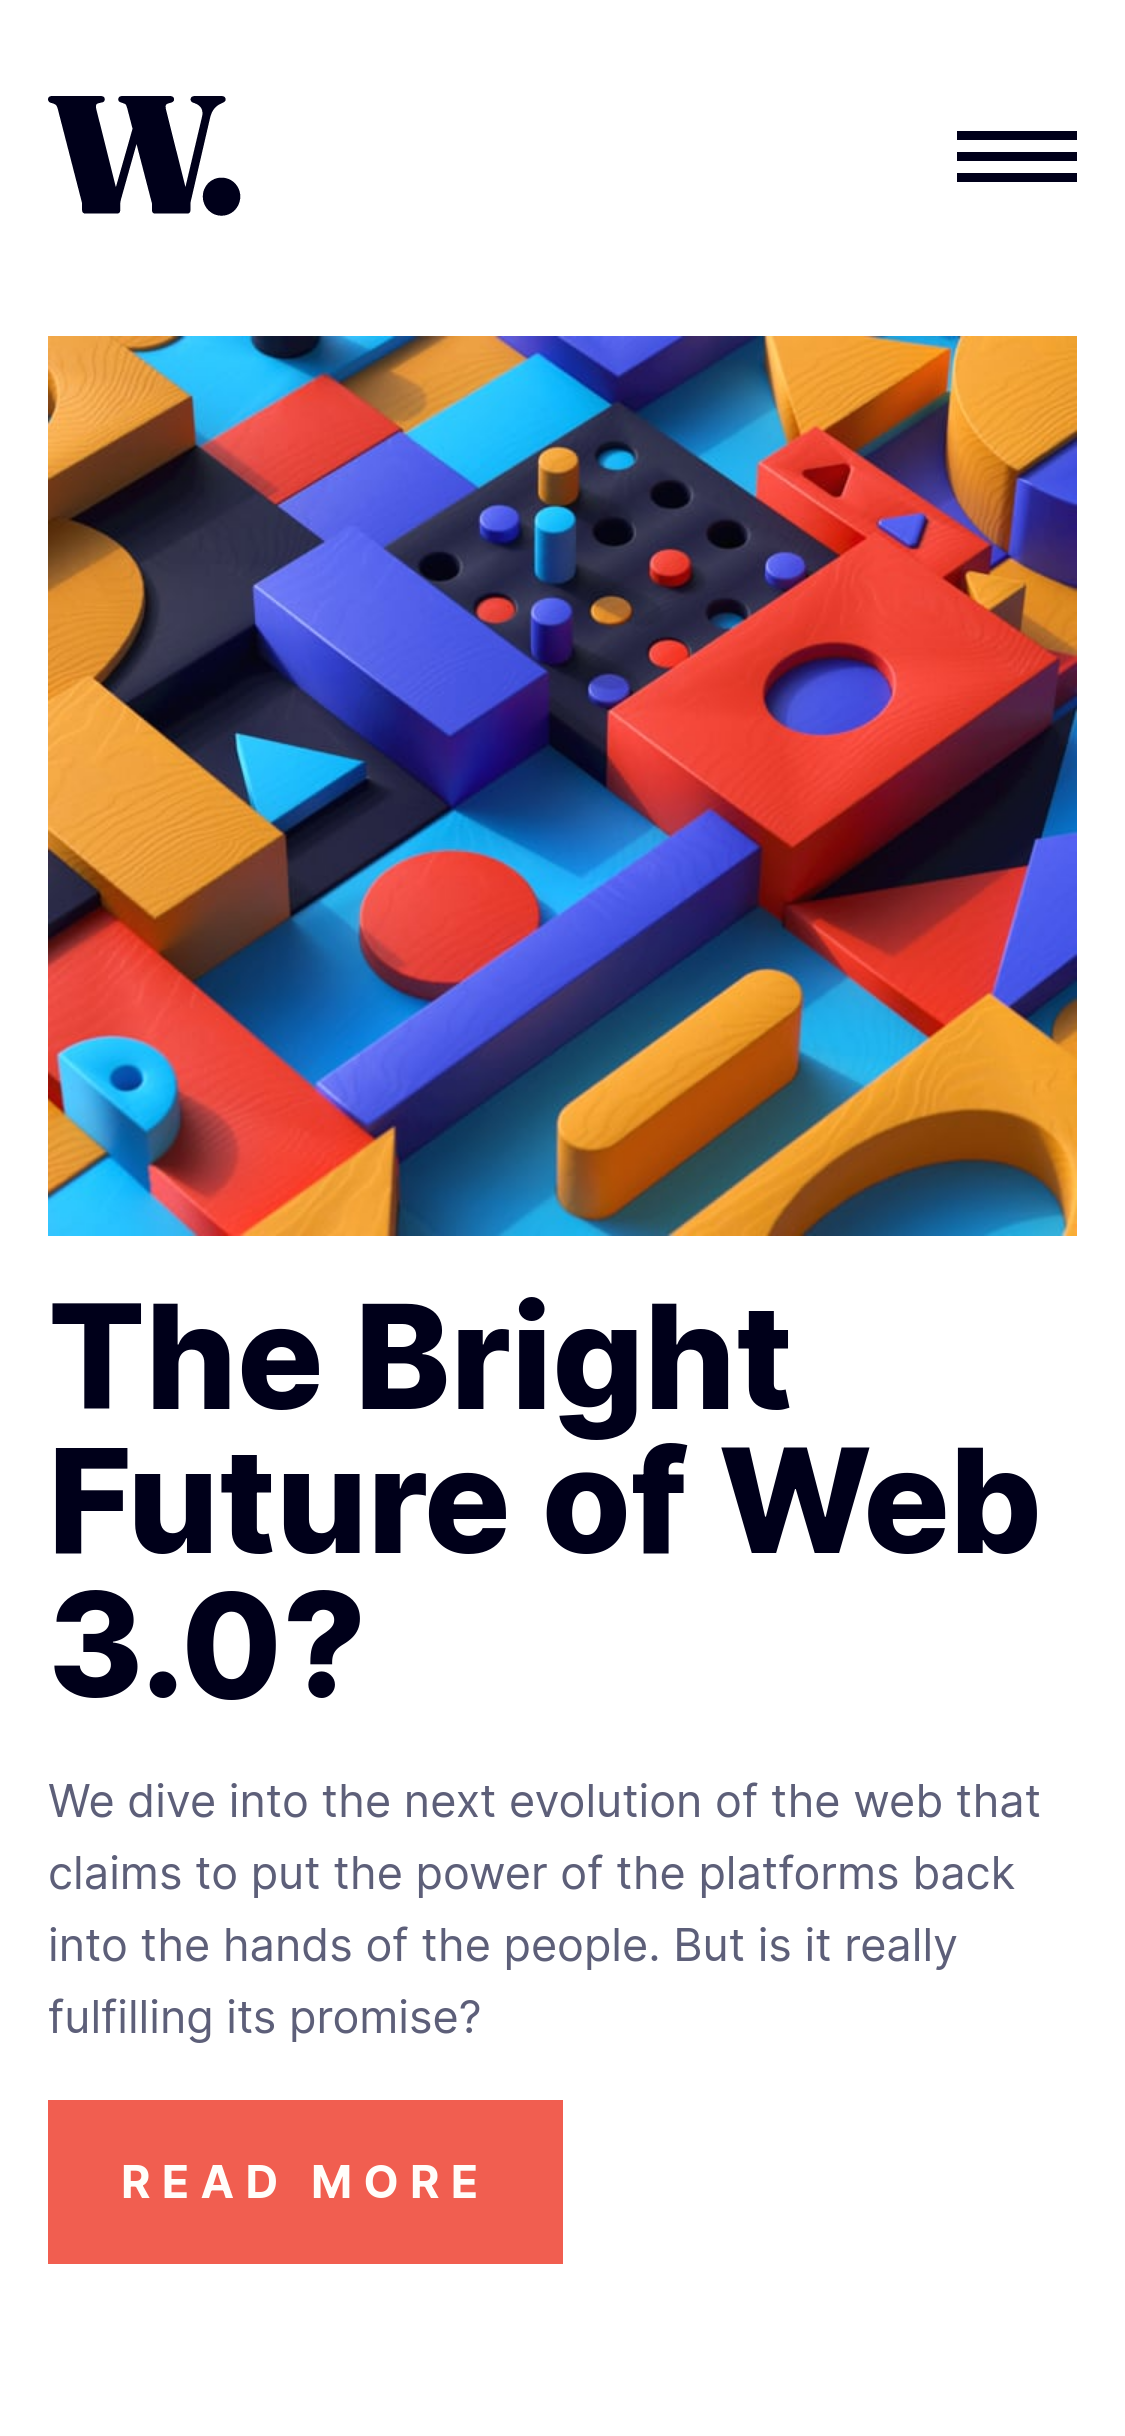 W.
The Bright
Future of Web
3.0?
We dive into the next evolution of the web that
claims to put the power of the platforms back
into the hands of the people. But is it really
fulfilling its promise?
READ MORE